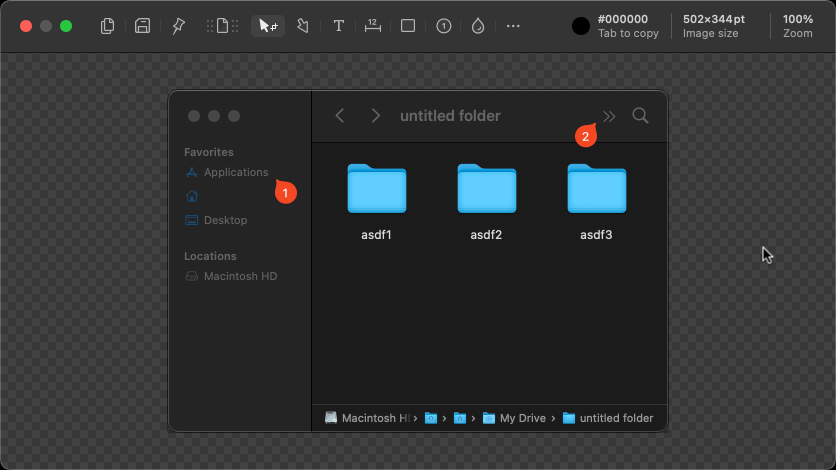 T
12
1
...
#000000
Tab to copy
502×344pt
Image size
100%
Zoom
untitled folder
2
Favorites
Applications
1
Desktop
Locations
Macintosh HD
asdf1 asdf2 asdf3
Macintosh H › › › My Drive › untitled folder